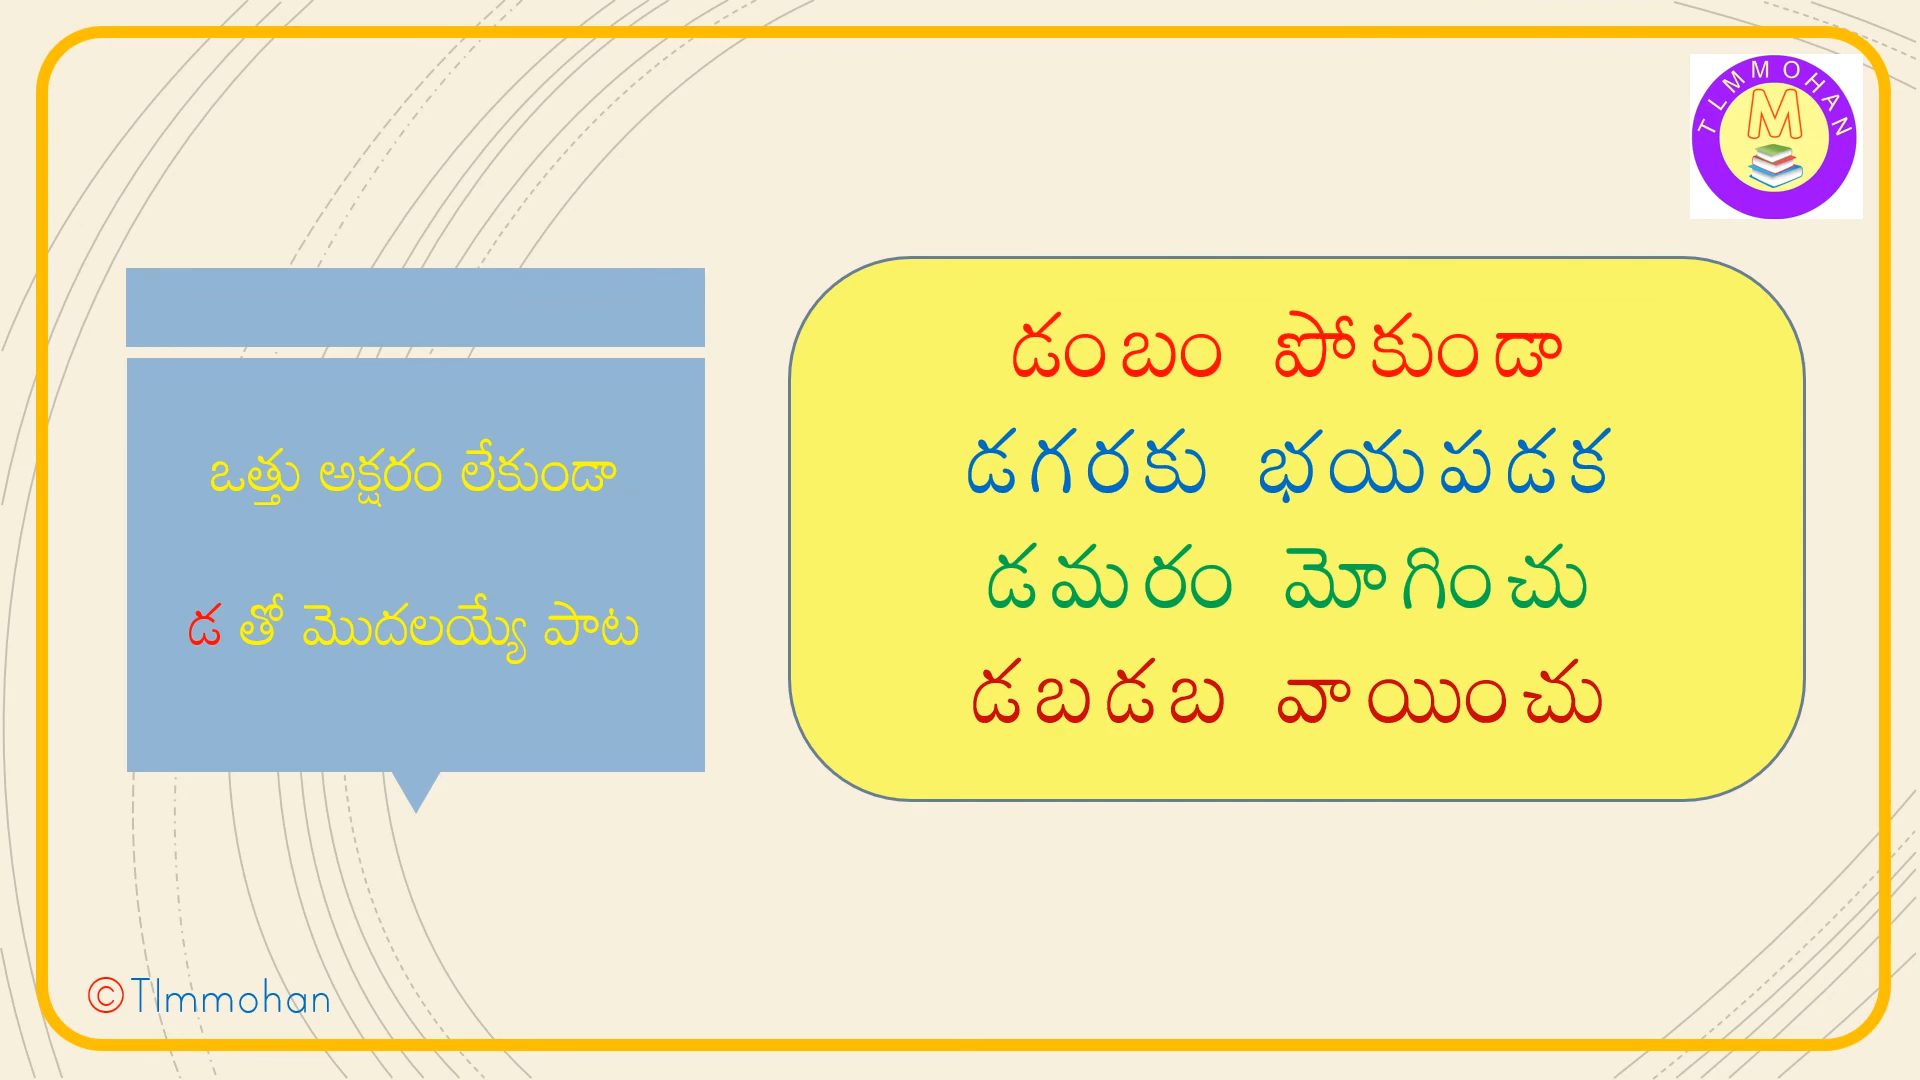 TLMMOHAN
M
ఒత్తు అక్షరం లేకుండా
డ తో మొదలయ్యే పాట
డంబం పోకుండా
డగరకు భయపడక
డమరం మోగించు
డబడబ వాయించు
©Tlmmohan